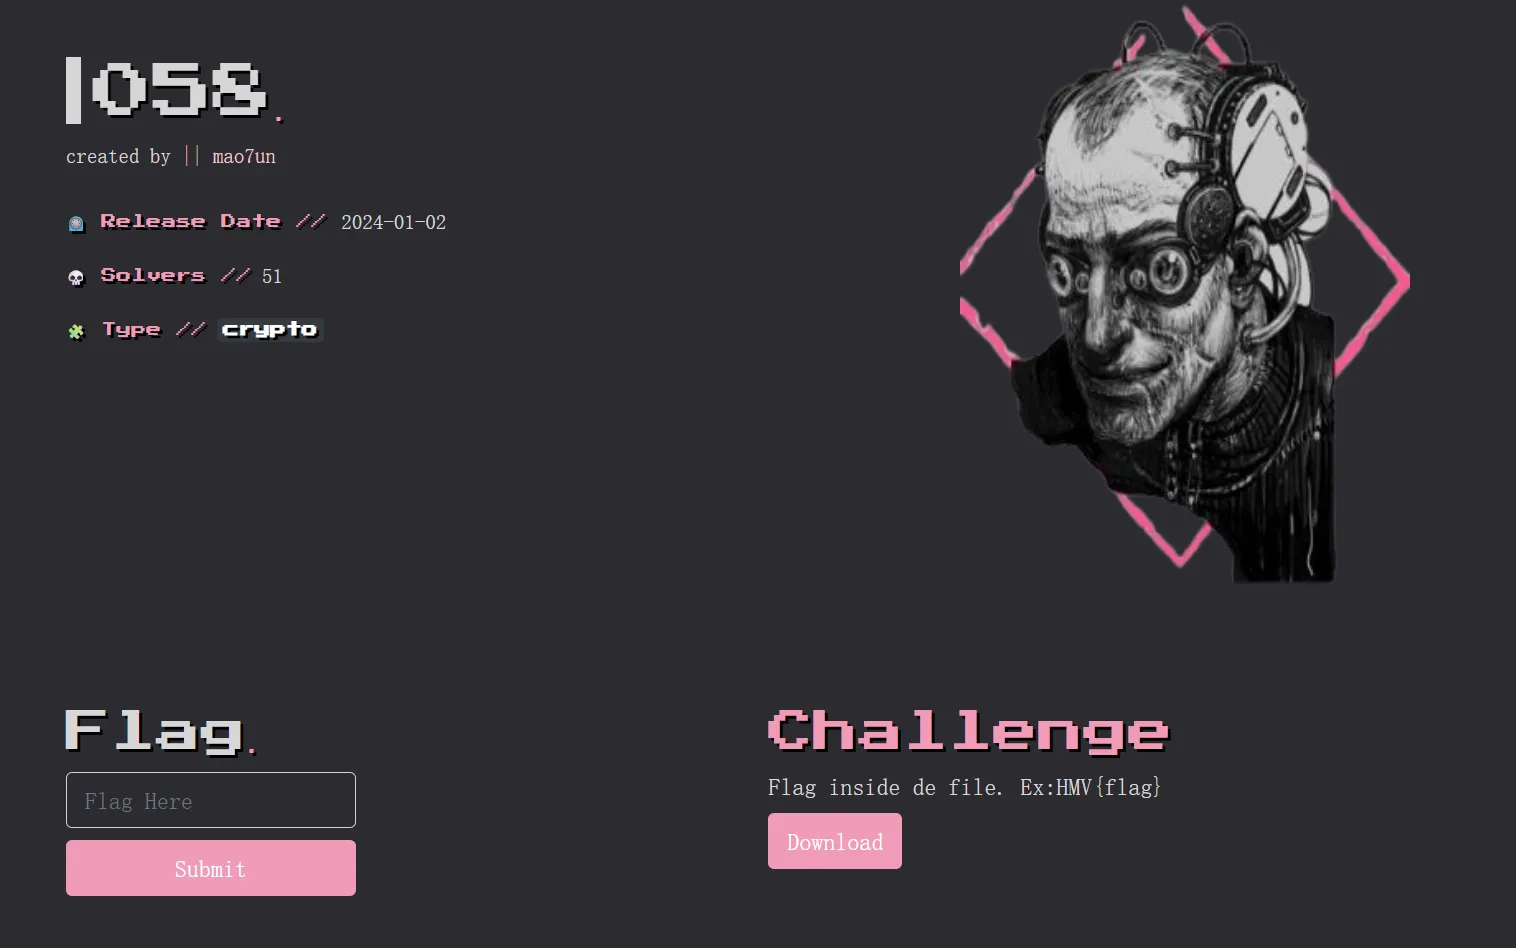 058.
created by || mao7un
Release Date // 2024-01-02
Solvers // 51
Type // crypto
Flag.
Flag Here
Submit
Challenge
Flag inside de file. Ex:HMV{flag}
Download